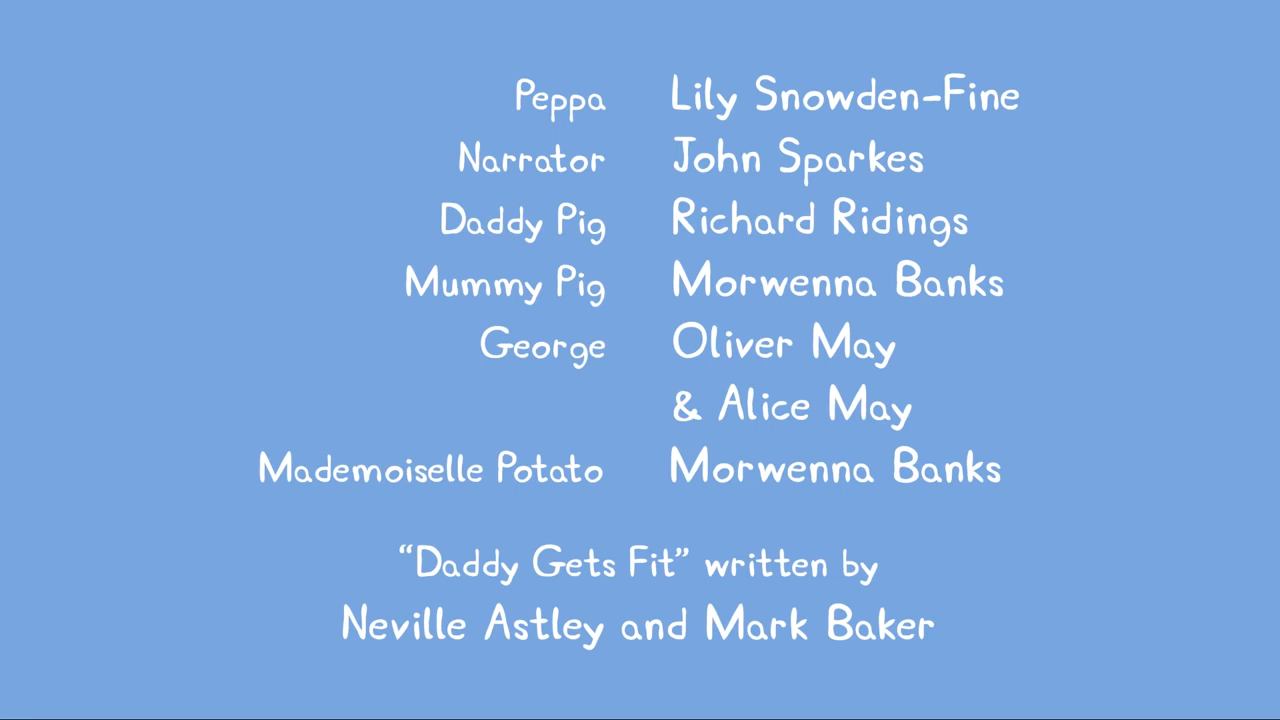 Peppa Lily Snowden-Fine
Narrator John Sparkes
Daddy Pig Richard Ridings
Mummy Pig Morwenna Banks
George Oliver May
& Alice May
Mademoiselle Potato Morwenna Banks
“Daddy Gets Fit” written by
Neville Astley and Mark Baker